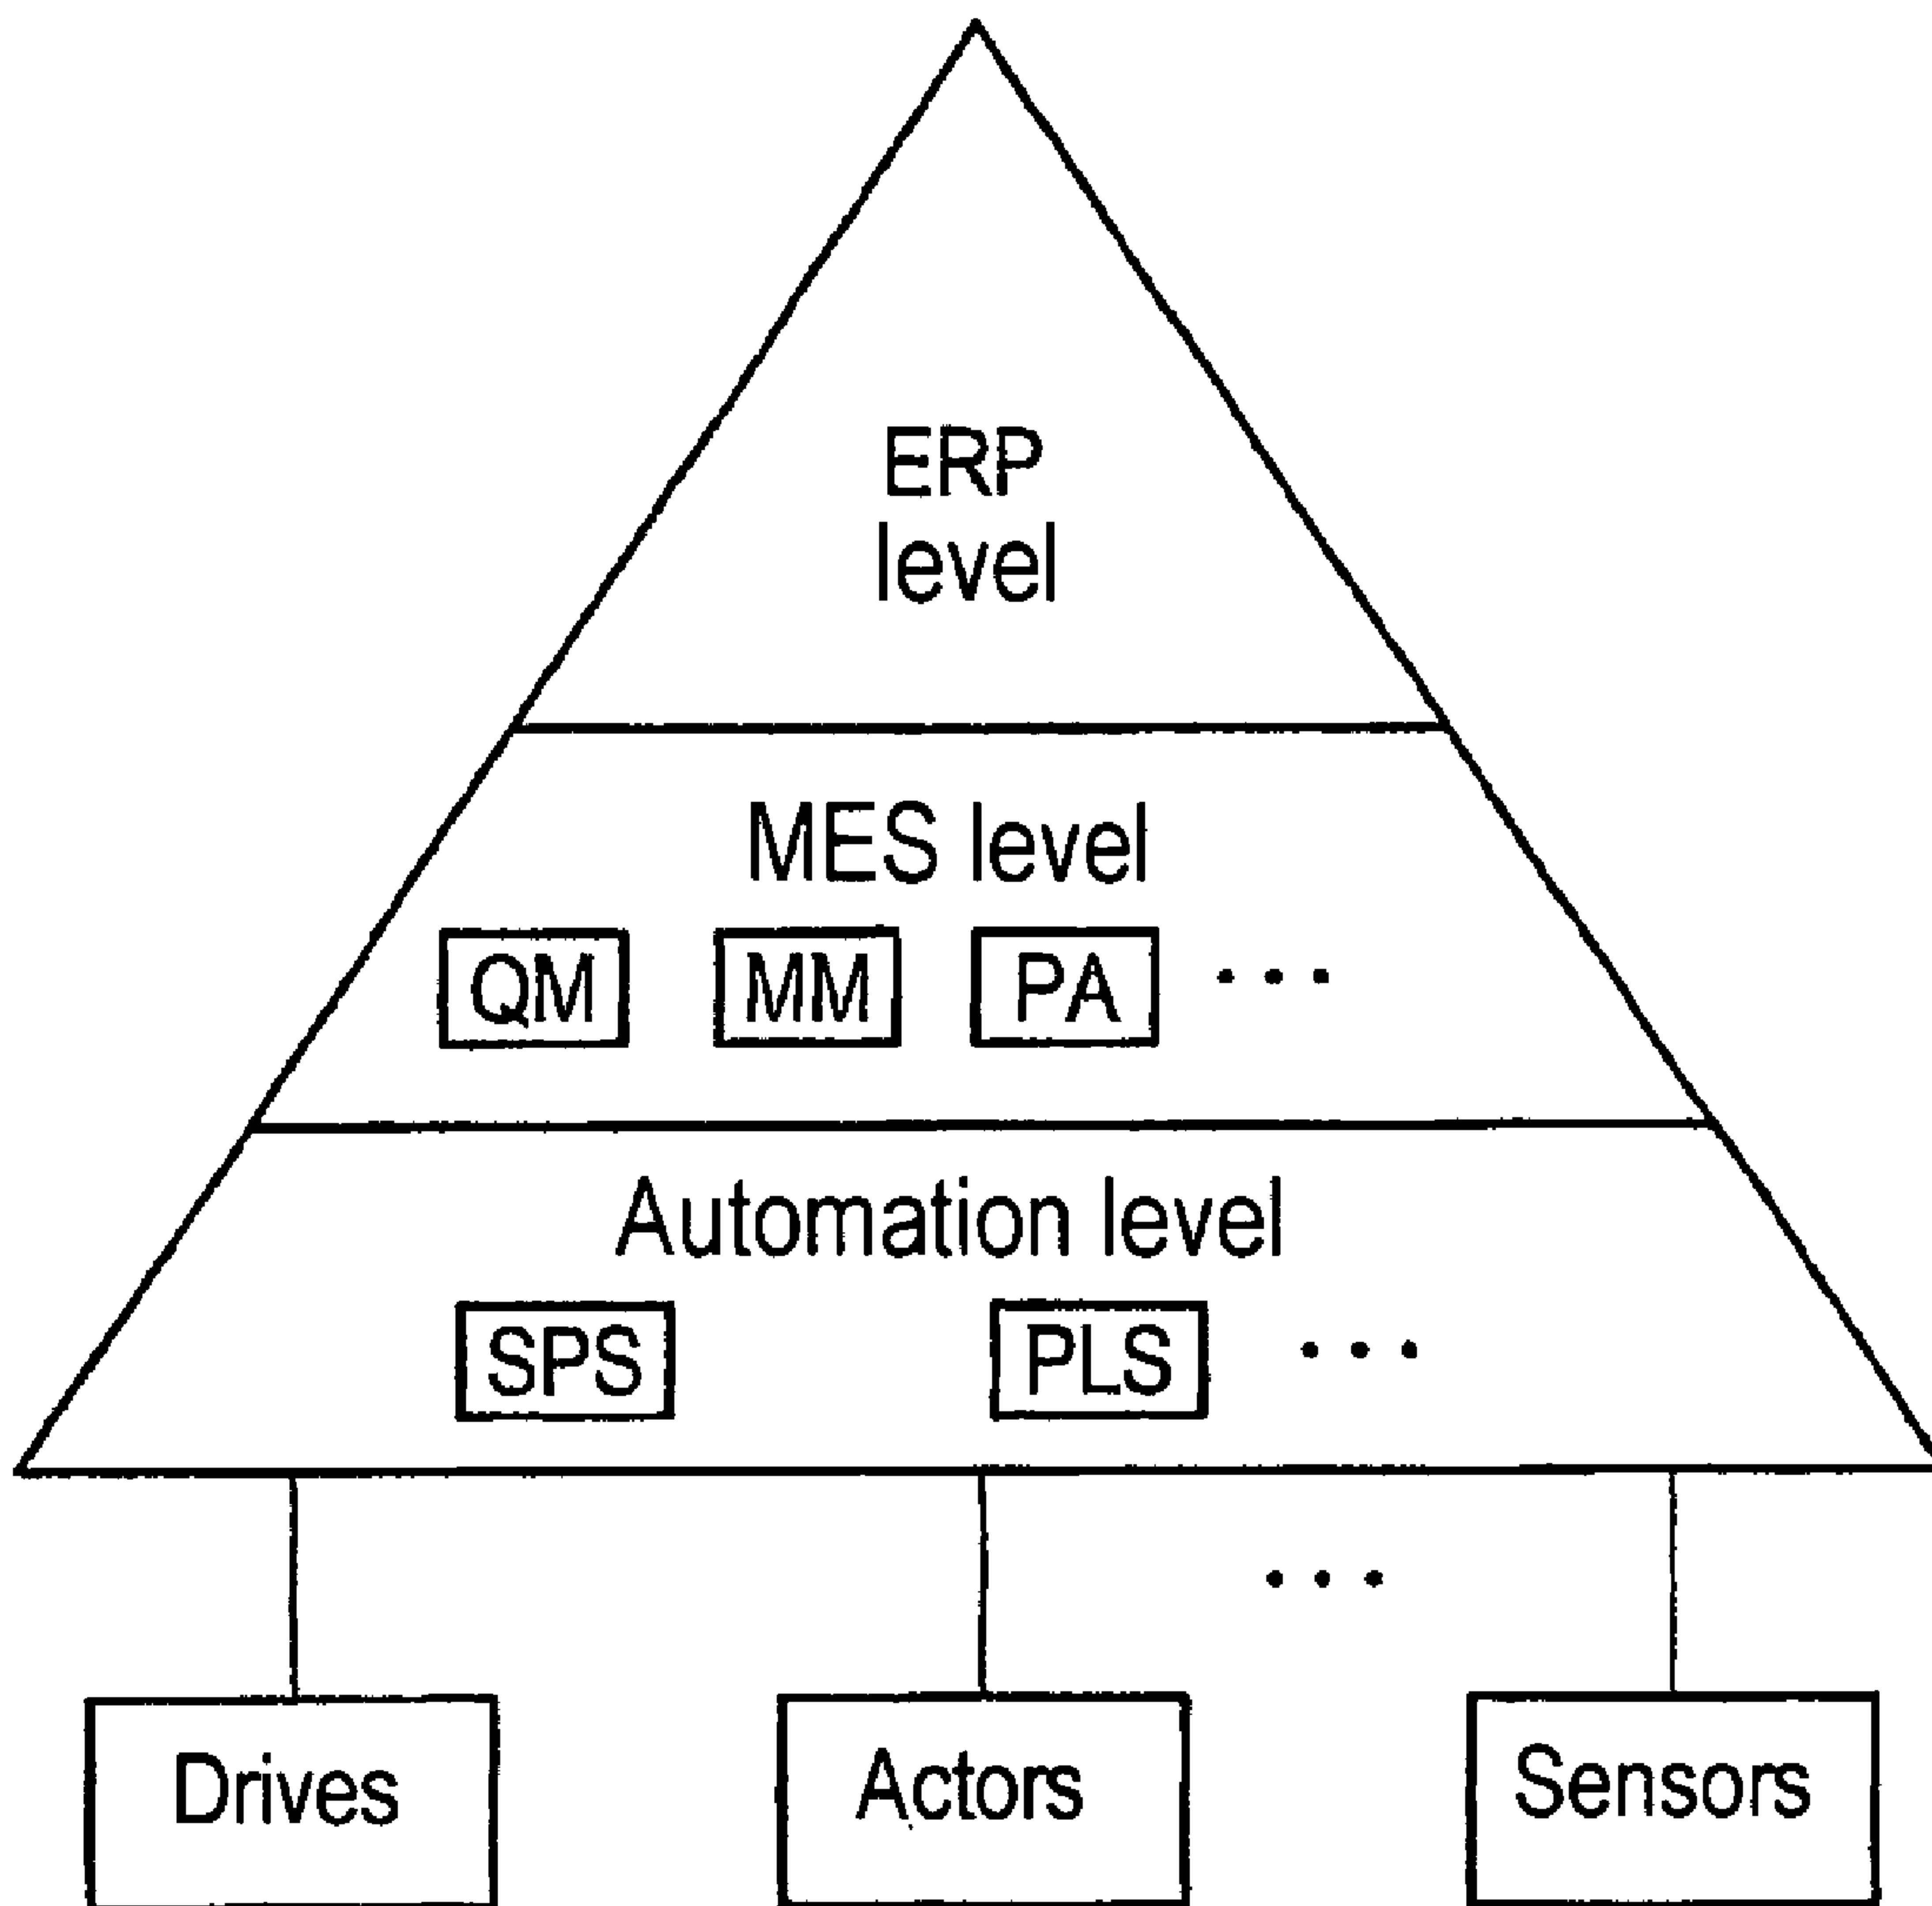 ERP
level
MES level
QM MM PA ...
Automation level
SPS PLS ...
...
Drives Actors Sensors